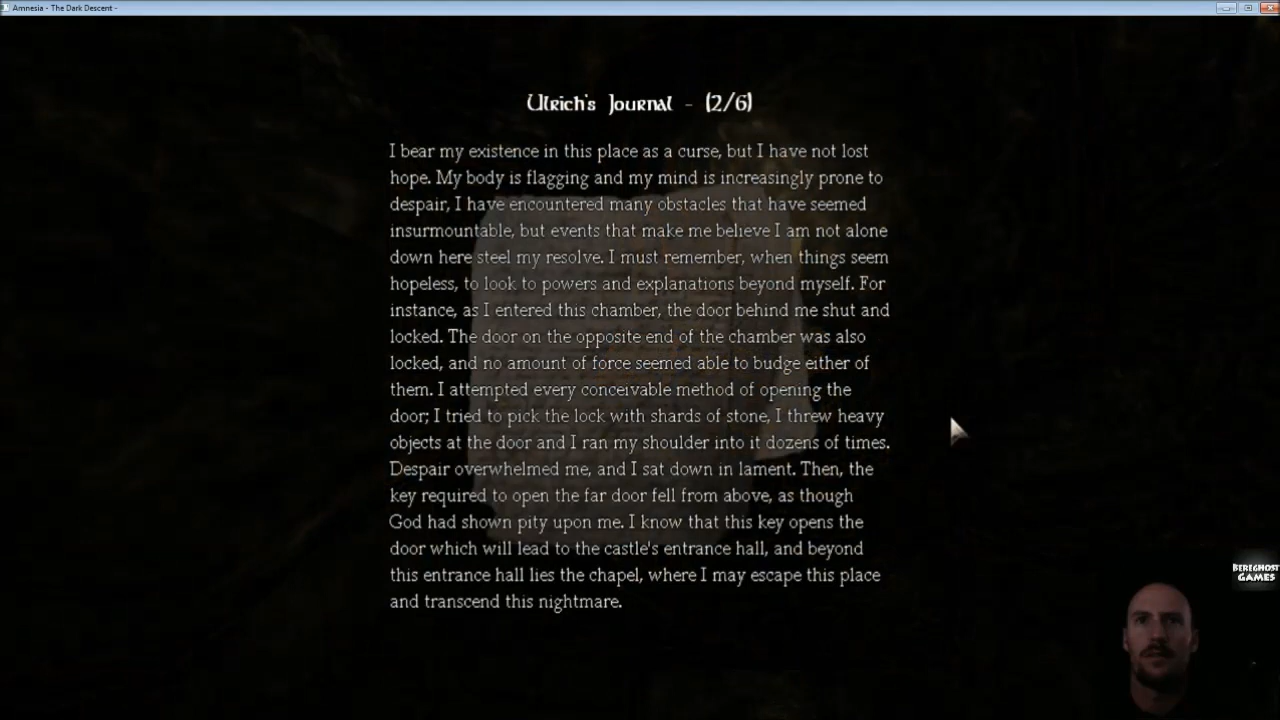 Amnesia - The Dark Descent -
Ulrich's Journal - (2/6)
I bear my existence in this place as a curse, but I have not lost
hope. My body is flagging and my mind is increasingly prone to
despair, I have encountered many obstacles that have seemed
insurmountable, but events that make me believe I am not alone
down here steel my resolve. I must remember, when things seem
hopeless, to look to powers and explanations beyond myself. For
instance, as I entered this chamber, the door behind me shut and
locked. The door on the opposite end of the chamber was also
locked, and no amount of force seemed able to budge either of
them. I attempted every conceivable method of opening the
door; I tried to pick the lock with shards of stone, I threw heavy
objects at the door and I ran my shoulder into it dozens of times.
Despair overwhelmed me, and I sat down in lament. Then, the
key required to open the far door fell from above, as though
God had shown pity upon me. I know that this key opens the
door which will lead to the castle's entrance hall, and beyond
this entrance hall lies the chapel, where I may escape this place
and transcend this nightmare.
BEREGHOST
GAMES